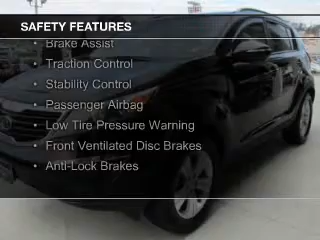 SAFETY FEATURES
• Brake Assist
• Traction Control
• Stability Control
• Passenger Airbag
• Low Tire Pressure Warning
• Front Ventilated Disc Brakes
• Anti-Lock Brakes